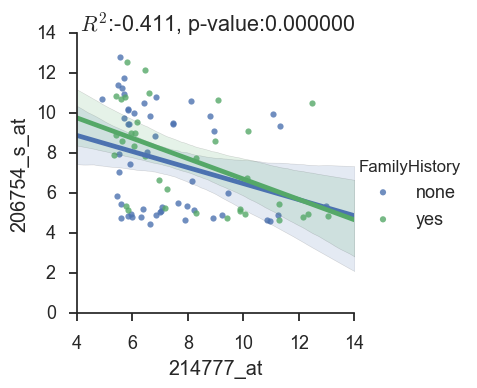 R²:-0.411, p-value:0.000000
14
12
10
8
6
4
2
0
206754_s_at
4 6 8 10 12 14
214777_at
FamilyHistory
none
yes